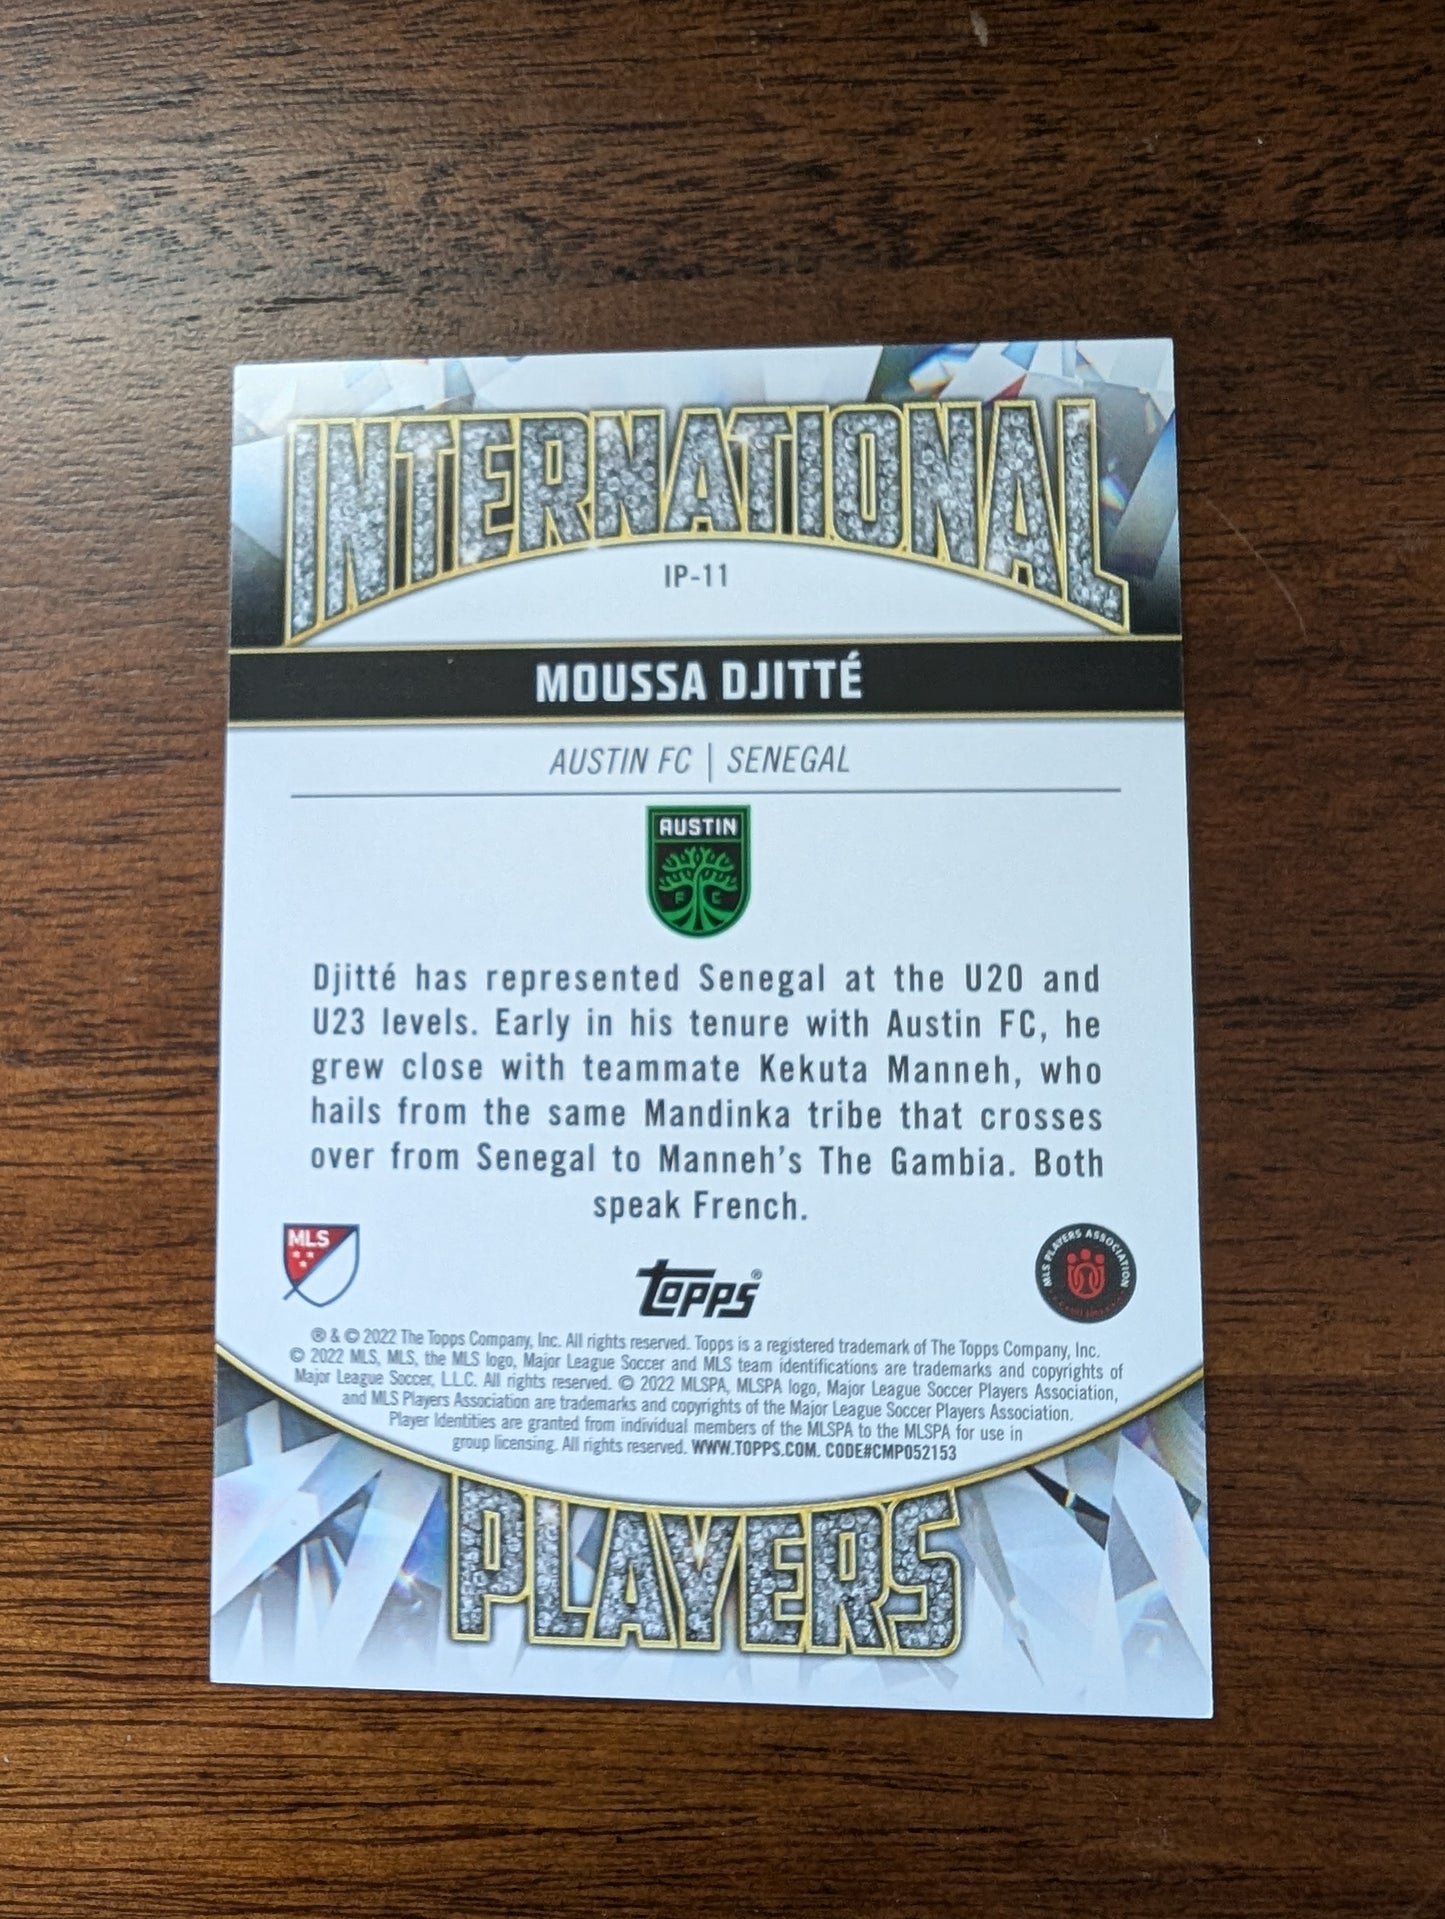 INTERNATIONAL
IP-11
MOUSSA DJITTÉ
AUSTIN FC | SENEGAL
AUSTIN
F C
Djitté has represented Senegal at the U20 and
U23 levels. Early in his tenure with Austin FC, he
grew close with teammate Kekuta Manneh, who
hails from the same Mandinka tribe that crosses
over from Senegal to Manneh's The Gambia. Both
speak French.
MLS
TOPPS®
MLS PLAYERS ASSOCIATION
® & © 2022 The Topps Company, Inc. All rights reserved. Topps is a registered trademark of The Topps Company, Inc.
© 2022 MLS, MLS, the MLS logo, Major League Soccer and MLS team identifications are trademarks and copyrights of
Major League Soccer, L.L.C. All rights reserved. © 2022 MLSPA, MLSPA logo, Major League Soccer Players Association,
and MLS Players Association are trademarks and copyrights of the Major League Soccer Players Association.
Player Identities are granted from individual members of the MLSPA to the MLSPA for use in
group licensing. All rights reserved. WWW.TOPPS.COM. CODE#CMP052153
PLAYERS